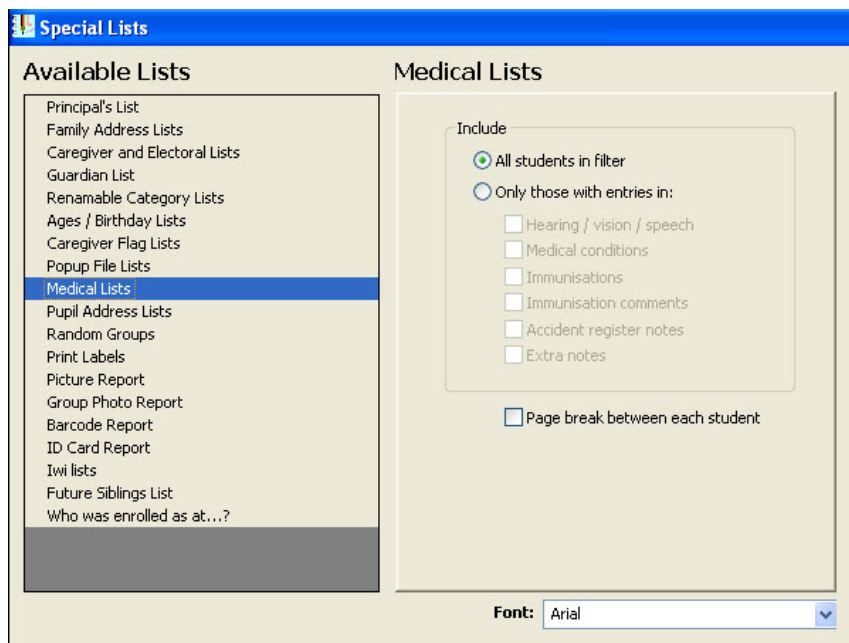 Special Lists
Available Lists
Principal's List
Family Address Lists
Caregiver and Electoral Lists
Guardian List
Renamable Category Lists
Ages / Birthday Lists
Caregiver Flag Lists
Popup File Lists
Medical Lists
Pupil Address Lists
Random Groups
Print Labels
Picture Report
Group Photo Report
Barcode Report
ID Card Report
Iwi lists
Future Siblings List
Who was enrolled as at...?
Medical Lists
Include
All students in filter
Only those with entries in:
Hearing / vision / speech
Medical conditions
Immunisations
Immunisation comments
Accident register notes
Extra notes
Page break between each student
Font: Arial